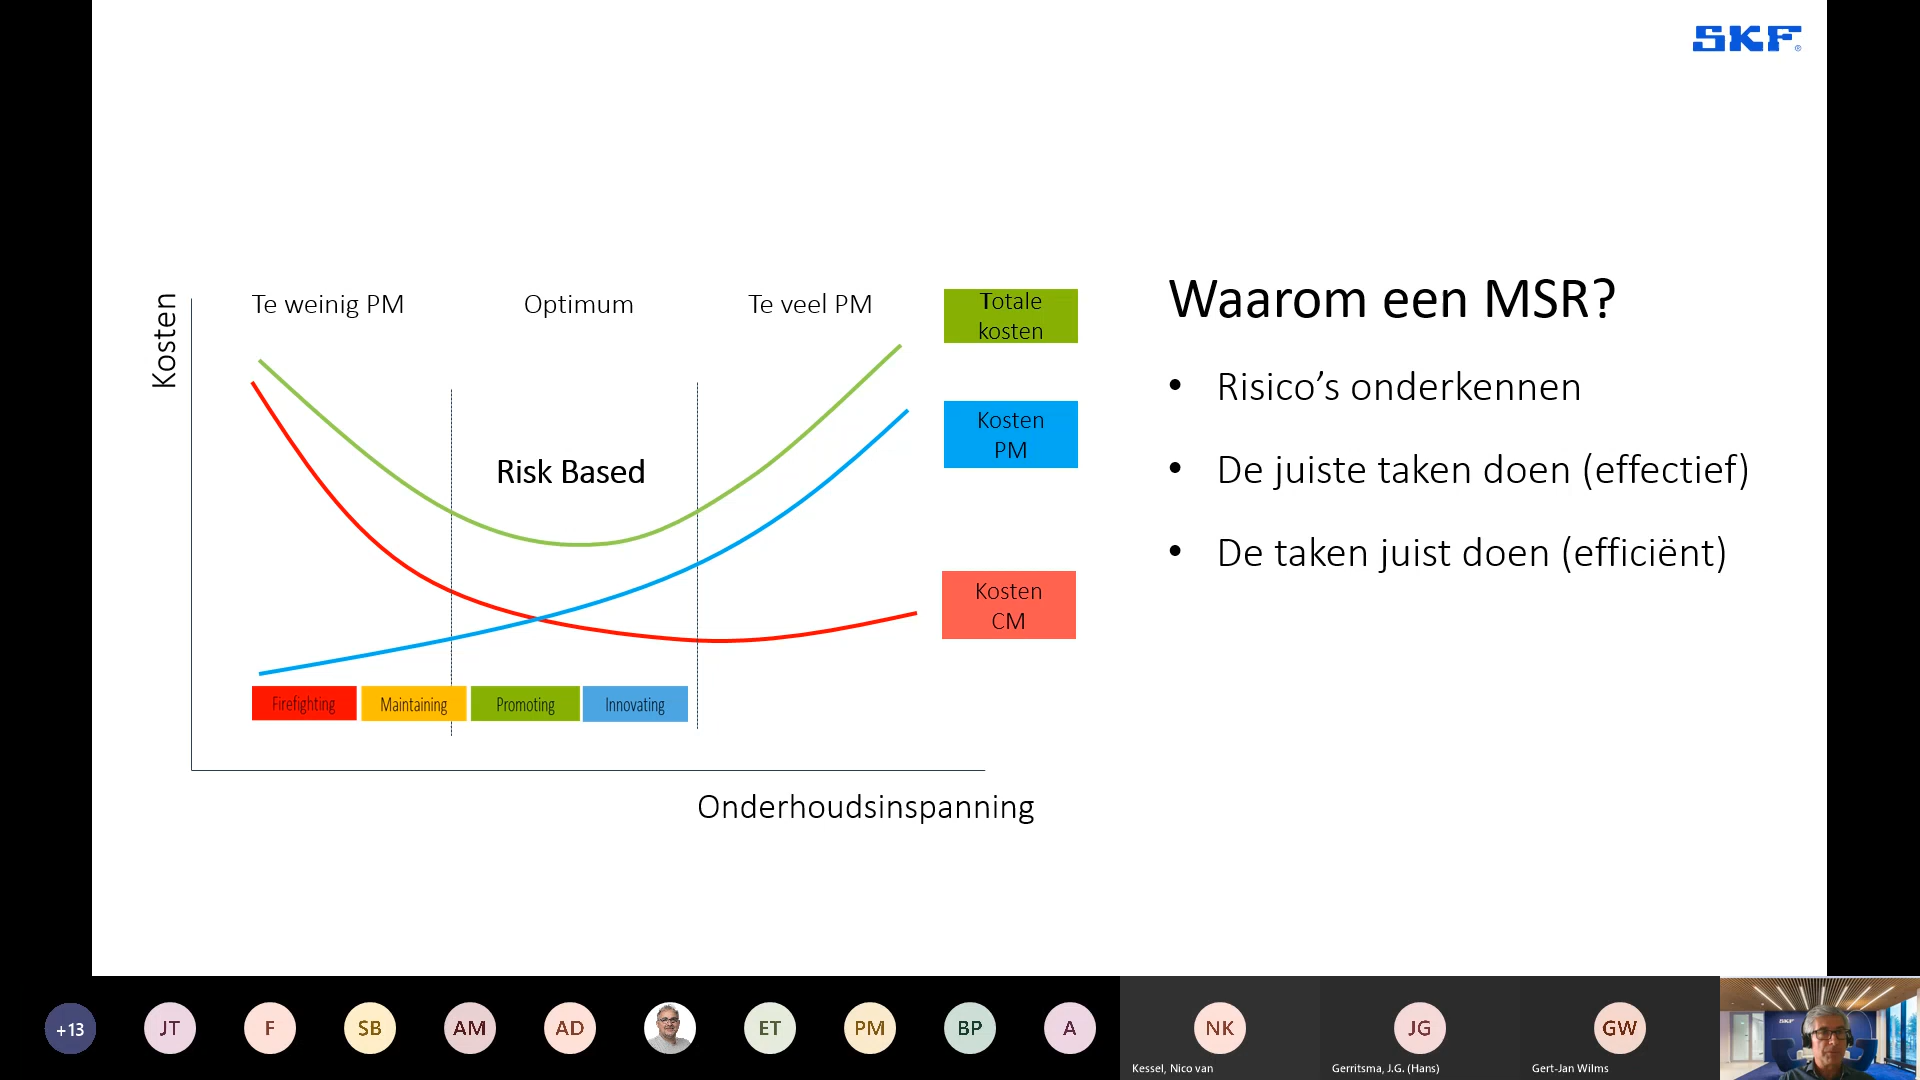 SKF
Kosten
Te weinig PM
Optimum
Te veel PM
Totale
kosten
Kosten
PM
Kosten
CM
Risk Based
Firefighting
Maintaining
Promoting
Innovating
Onderhoudsinspanning
Waarom een MSR?
• Risico’s onderkennen
• De juiste taken doen (effectief)
• De taken juist doen (efficiënt)
+13
JT
F
SB
AM
AD
ET
PM
BP
A
NK
Kessel, Nico van
JG
Gerritsma, J.G. (Hans)
GW
Gert-Jan Wilms
SKF